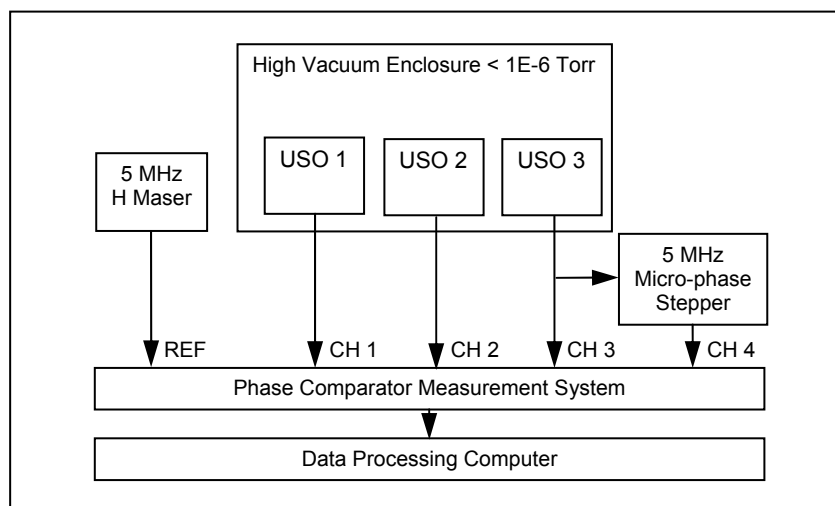 High Vacuum Enclosure < 1E-6 Torr
5 MHz
H Maser
USO 1
USO 2
USO 3
5 MHz
Micro-phase
Stepper
REF
CH 1
CH 2
CH 3
CH 4
Phase Comparator Measurement System
Data Processing Computer